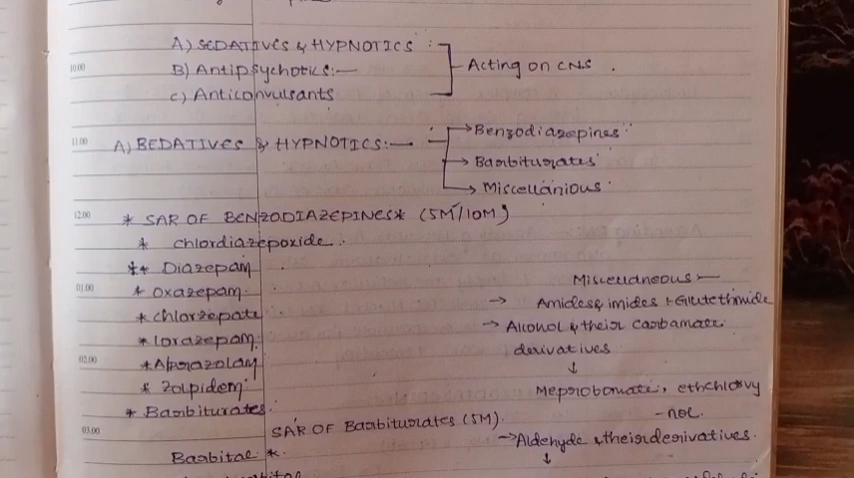 A) SEDATIVES & HYPNOTICS :
10.00 B) Antipsychotics:— Acting on CNS .
C) Anticonvulsants
11.00 A) BEDATIVES & HYPNOTICS:— → Benzodiazepines
→ Barbiturates
→ Miscellanious
12.00 * SAR OF BENZODIAZEPINES* (5M/10M)
* chlordiazepoxide .
** Diazepam .
01.00 * Oxazepam
* chlorzepate
* lorazepam
02.00 *Alprazolam
* Zolpidem
* Barbiturates.
Miscellaneous —
→ Amides & imides : Glutethimide
→ Alcohol & their carbamate
derivatives
↓
Meprobomate, ethchlorvy
-nol.
03.00 SAR OF Barbiturates (5M).
→ Aldehyde & their derivatives.
↓
Barbital *.